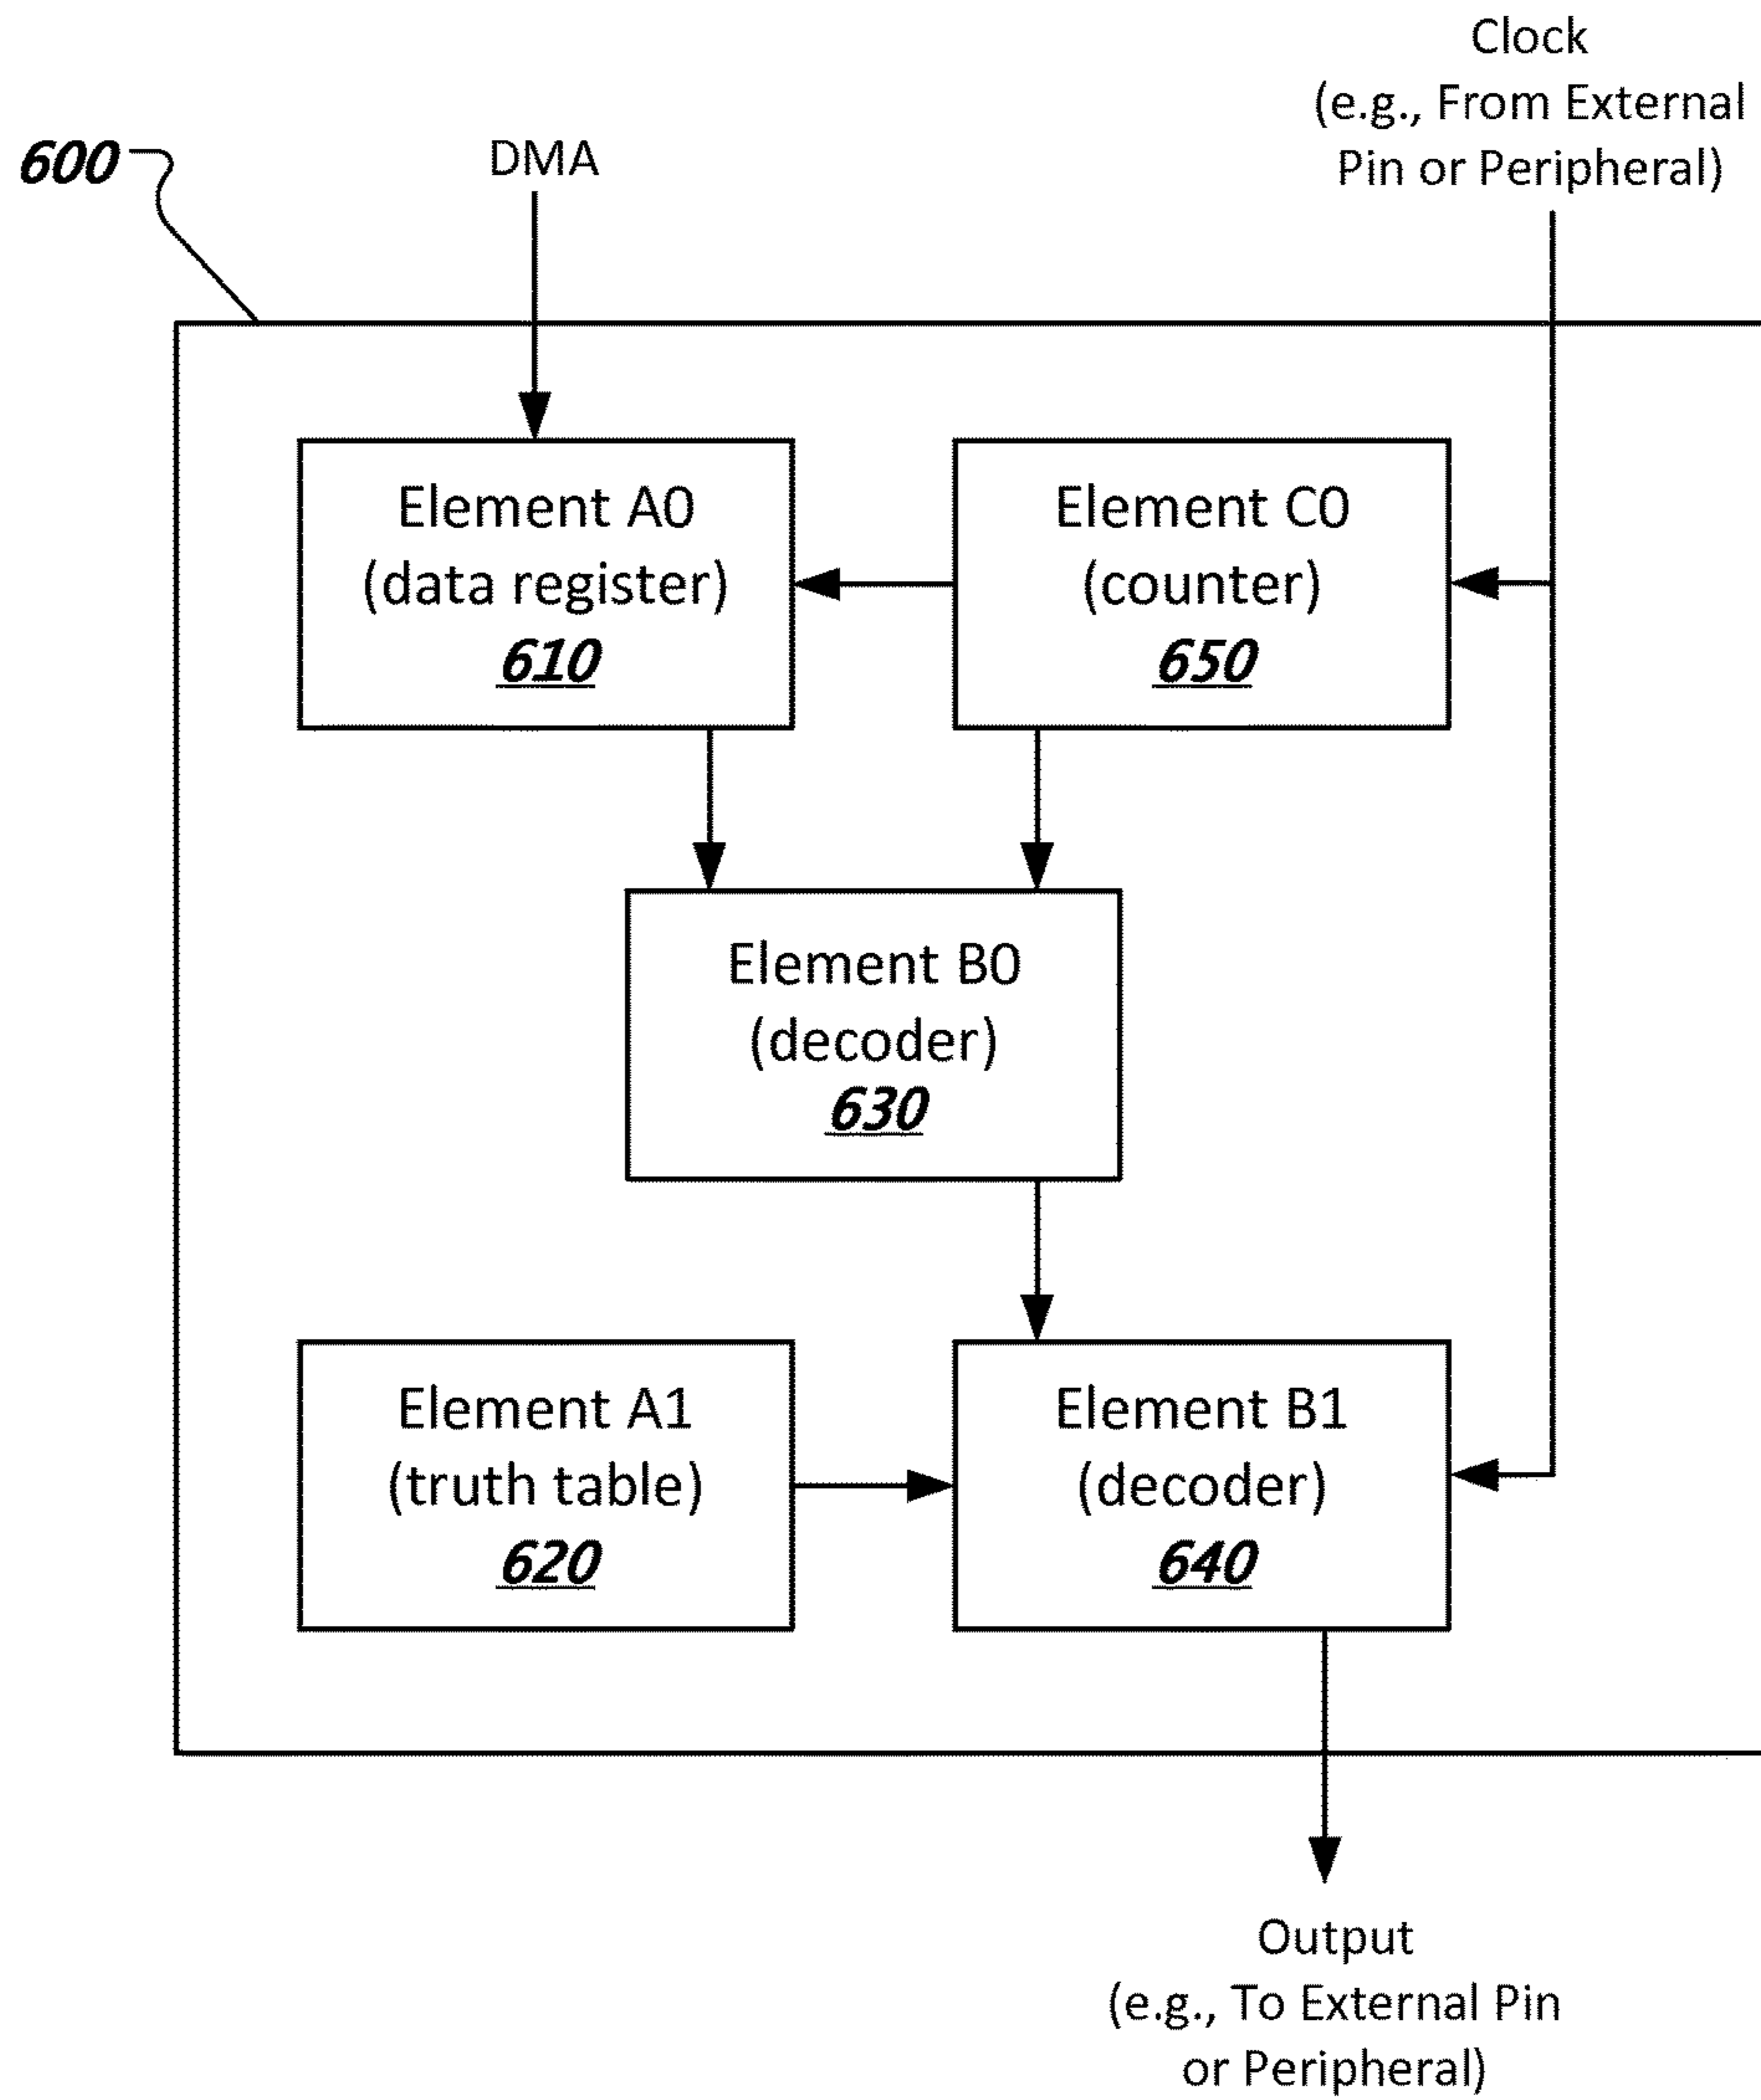 Clock
(e.g., From External
Pin or Peripheral)
600
DMA
Element A0
(data register)
610
Element C0
(counter)
650
Element B0
(decoder)
630
Element A1
(truth table)
620
Element B1
(decoder)
640
Output
(e.g., To External Pin
or Peripheral)